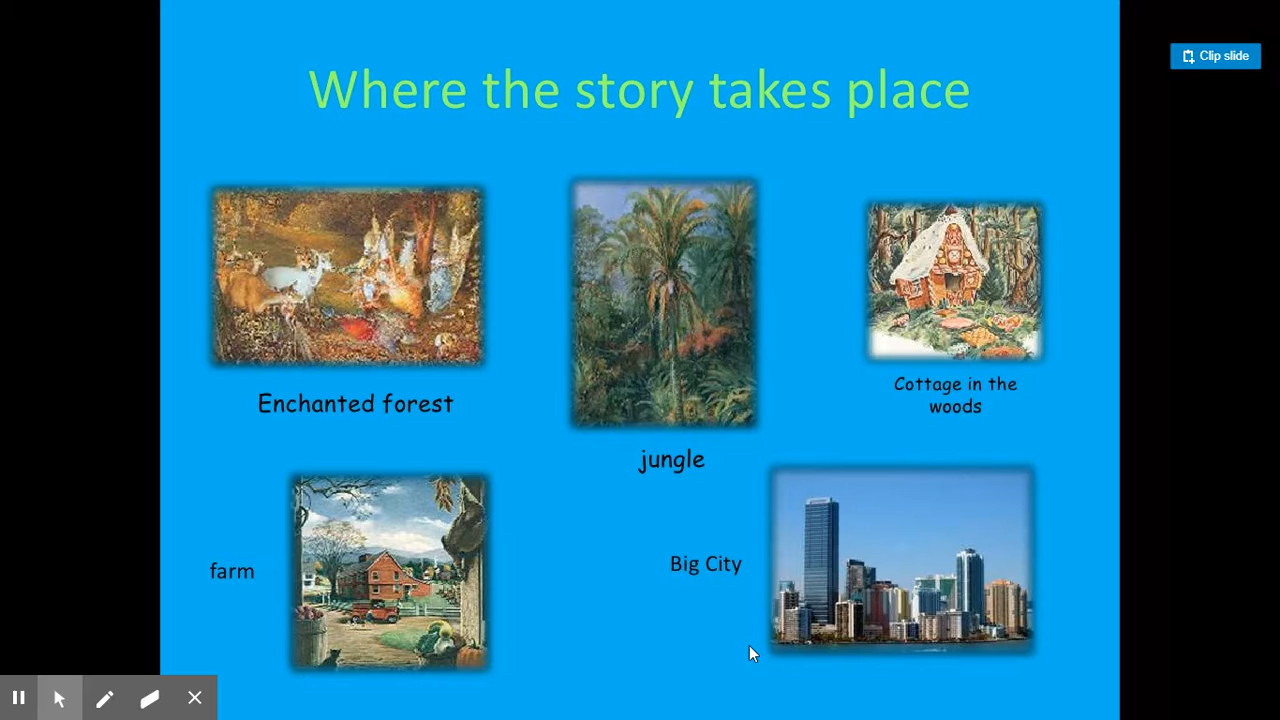 Clip slide
Where the story takes place
Enchanted forest
jungle
Cottage in the
woods
farm
Big City